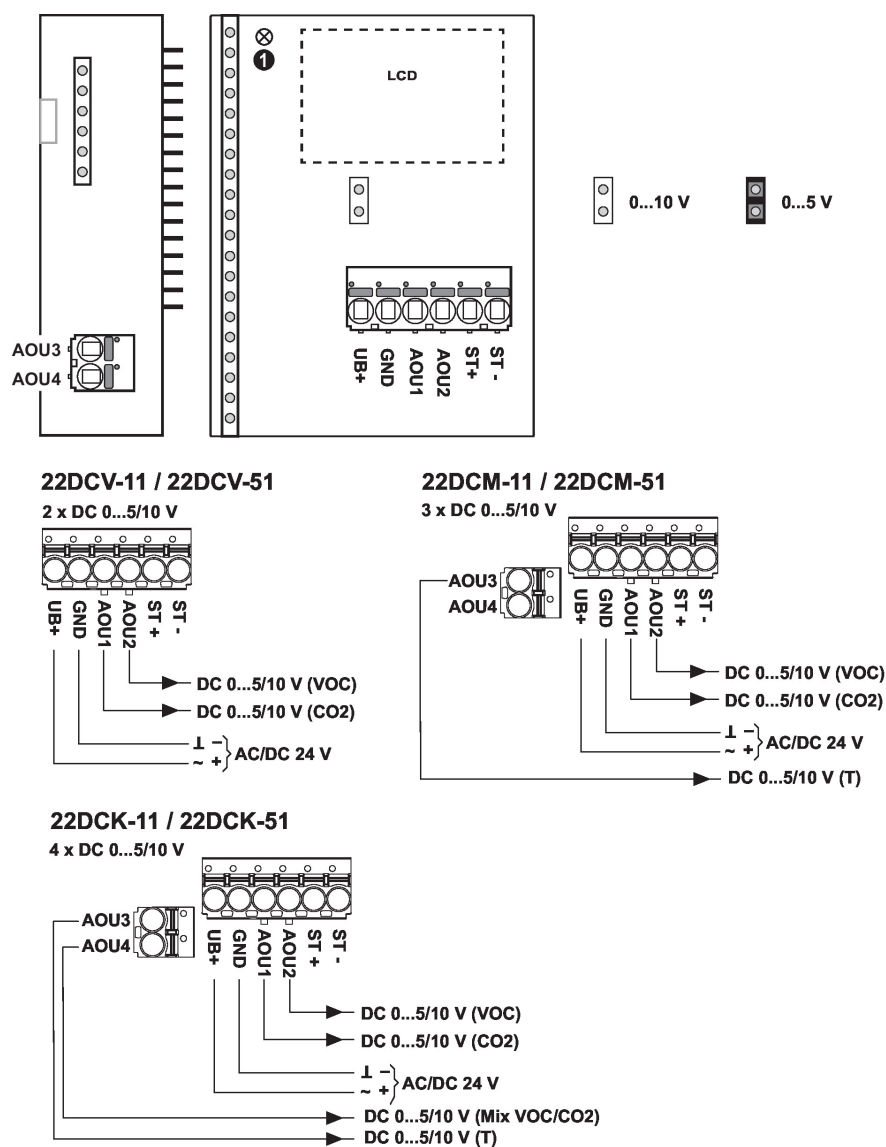 LCD
1
0...10 V
0...5 V
AOU3
AOU4
UB+
GND
AOU1
AOU2
ST+
ST -
22DCV-11 / 22DCV-51
2 x DC 0...5/10 V
UB+
GND
AOU1
AOU2
ST +
ST -
DC 0...5/10 V (VOC)
DC 0...5/10 V (CO2)
⊥ −
~ +
AC/DC 24 V
22DCM-11 / 22DCM-51
3 x DC 0...5/10 V
AOU3
AOU4
UB+
GND
AOU1
AOU2
ST +
ST -
DC 0...5/10 V (VOC)
DC 0...5/10 V (CO2)
⊥ −
~ +
AC/DC 24 V
DC 0...5/10 V (T)
22DCK-11 / 22DCK-51
4 x DC 0...5/10 V
AOU3
AOU4
UB+
GND
AOU1
AOU2
ST +
ST -
DC 0...5/10 V (VOC)
DC 0...5/10 V (CO2)
⊥ −
~ +
AC/DC 24 V
DC 0...5/10 V (Mix VOC/CO2)
DC 0...5/10 V (T)